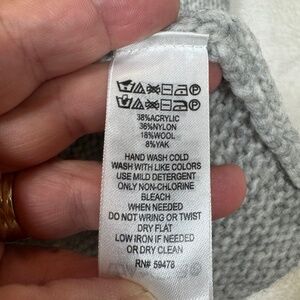 38%ACRYLIC
36%NYLON
18%WOOL
8%YAK
HAND WASH COLD
WASH WITH LIKE COLORS
USE MILD DETERGENT
ONLY NON-CHLORINE
BLEACH
WHEN NEEDED
DO NOT WRING OR TWIST
DRY FLAT
LOW IRON IF NEEDED
OR DRY CLEAN
RN# 59478